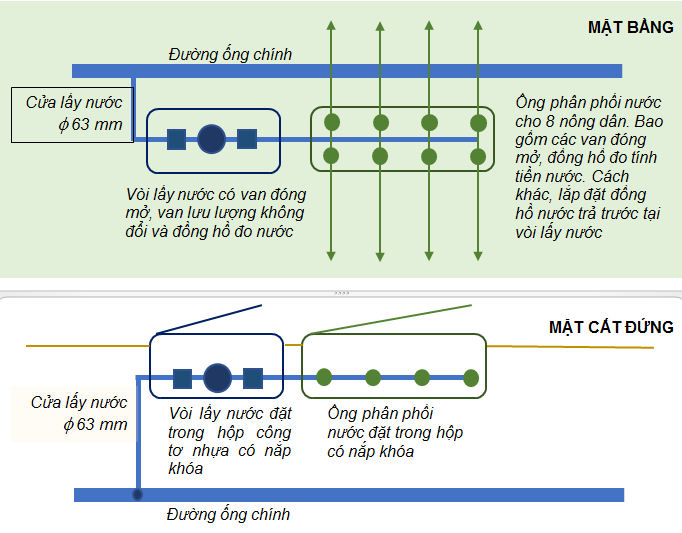 MẶT BẰNG
Đường ống chính
Cửa lấy nước
ϕ 63 mm
Ông phân phối nước
cho 8 nông dân. Bao
gồm các van đóng
mở, đồng hồ đo tính
tiền nước. Cách
khác, lắp đặt đồng
hồ nước trả trước tại
vòi lấy nước
Vòi lấy nước có van đóng
mở, van lưu lượng không
đổi và đồng hồ đo nước
MẶT CẮT ĐỨNG
Cửa lấy nước
ϕ 63 mm
Vòi lấy nước đặt
trong hộp công
tơ nhựa có nắp
khóa
Ông phân phối
nước đặt trong hộp
có nắp khóa
Đường ống chính